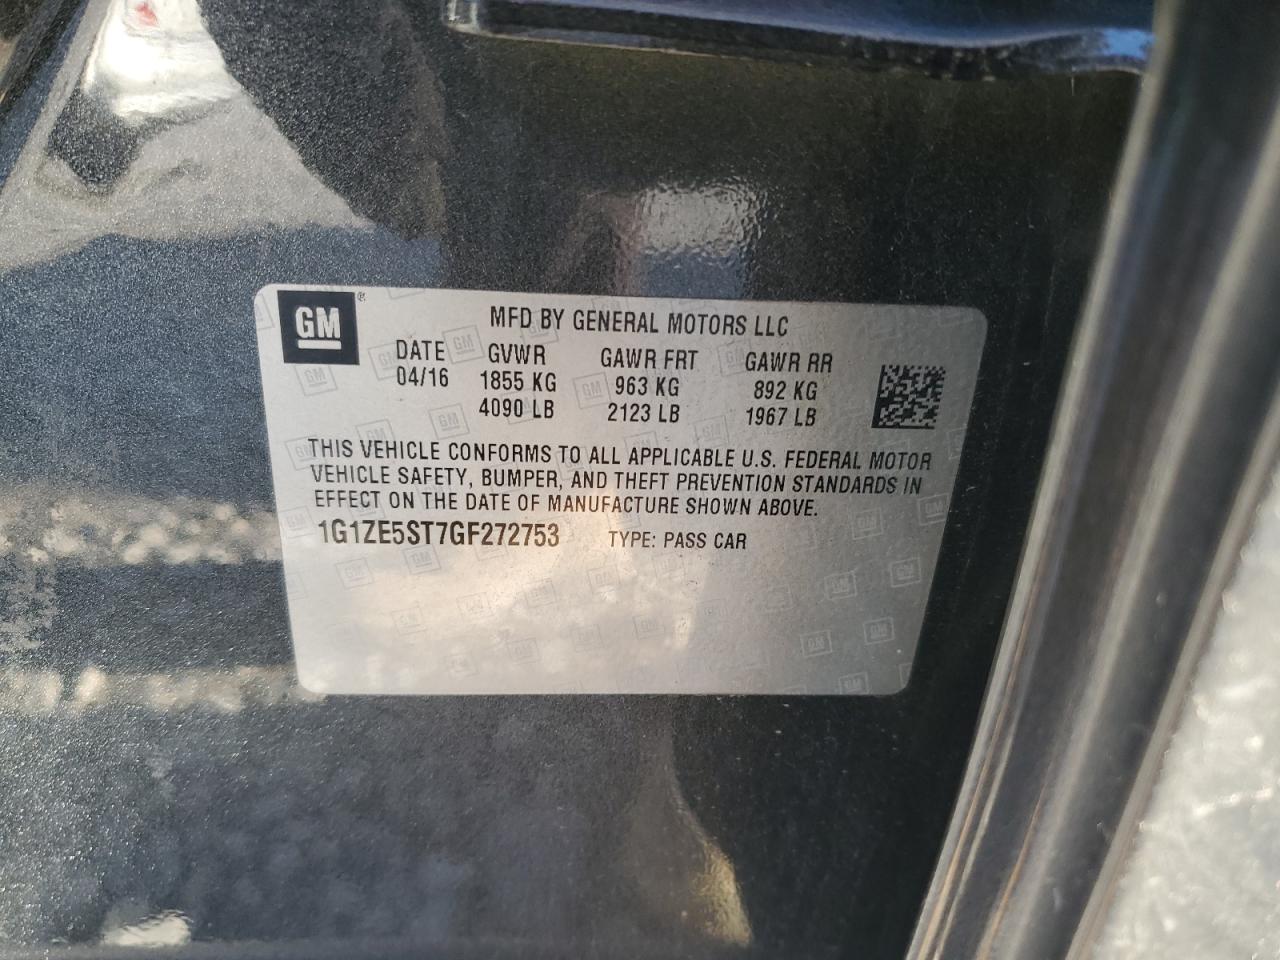 GM ®
MFD BY GENERAL MOTORS LLC
DATE GVWR GAWR FRT GAWR RR
04/16 1855 KG 963 KG 892 KG
4090 LB 2123 LB 1967 LB
THIS VEHICLE CONFORMS TO ALL APPLICABLE U.S. FEDERAL MOTOR
VEHICLE SAFETY, BUMPER, AND THEFT PREVENTION STANDARDS IN
EFFECT ON THE DATE OF MANUFACTURE SHOWN ABOVE.
1G1ZE5ST7GF272753 TYPE: PASS CAR